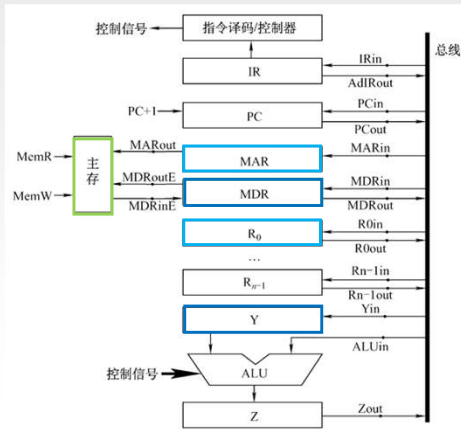 控制信号
指令译码/控制器
总线
IR
IRin
AdIRout
PC+1
PC
PCin
PCout
MemR
MemW
主存
MARout
MAR
MARin
MDRoutE
MDRinE
MDR
MDRin
MDRout
R₀
R0in
R0out
...
Rₙ₋₁
Rn-1in
Rn-1out
Y
Yin
ALUin
控制信号
ALU
Z
Zout